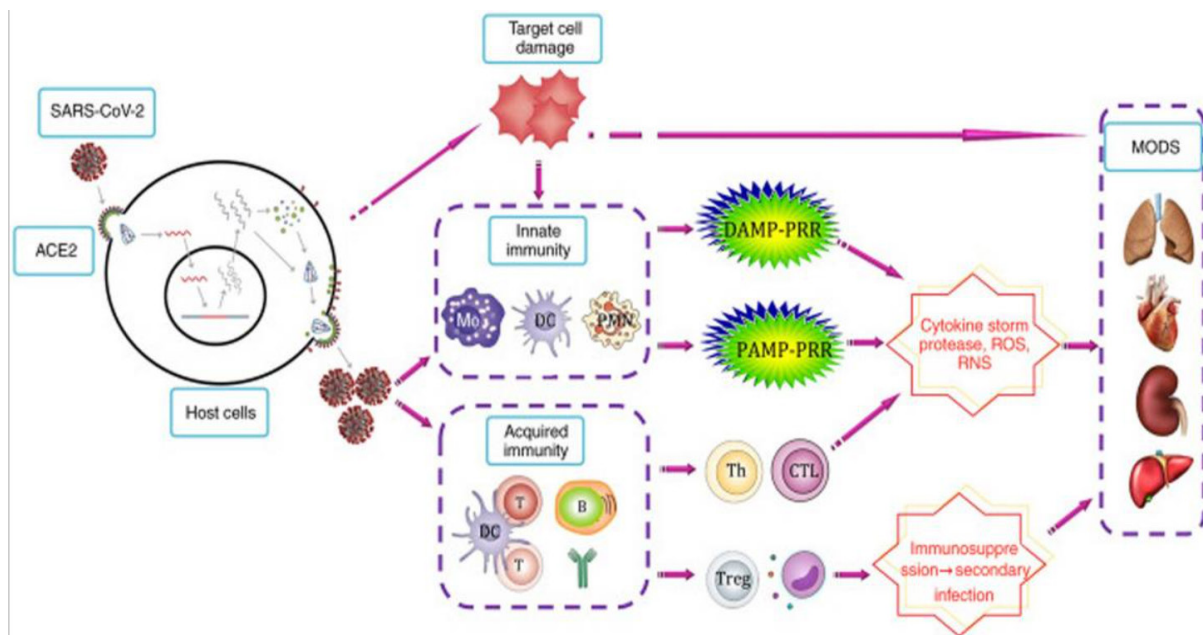 Target cell
damage
SARS-CoV-2
MODS
ACE2
Innate
immunity
DAMP-PRR
Mo
DC
PMN
PAMP-PRR
Cytokine storm
protease, ROS,
RNS
Host cells
Acquired
immunity
T
B
DC
T
Th
CTL
Treg
Immunosuppre
ssion→secondary
infection